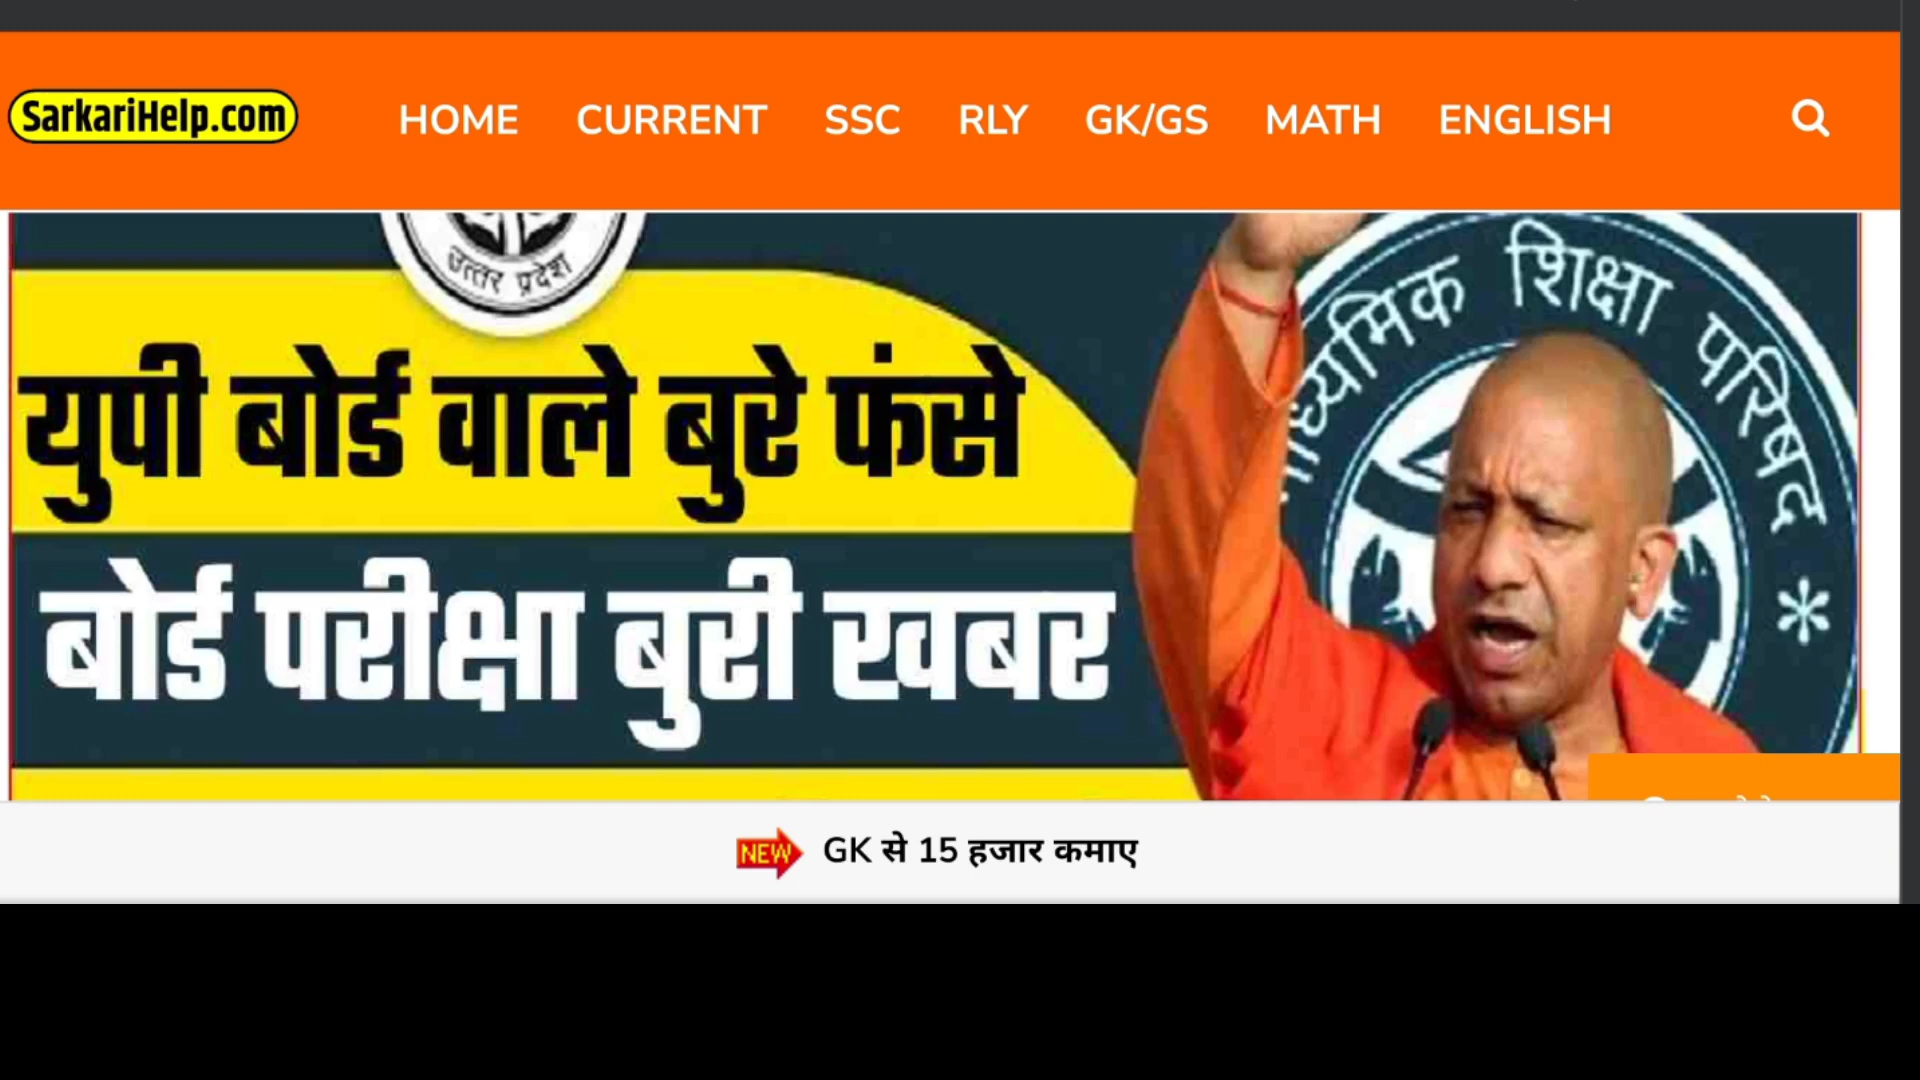 SarkariHelp.com
HOME CURRENT SSC RLY GK/GS MATH ENGLISH
उत्तर प्रदेश
माध्यमिक शिक्षा परिषद *
युपी बोर्ड वाले बुरे फंसे
बोर्ड परीक्षा बुरी खबर
NEW GK से 15 हजार कमाए